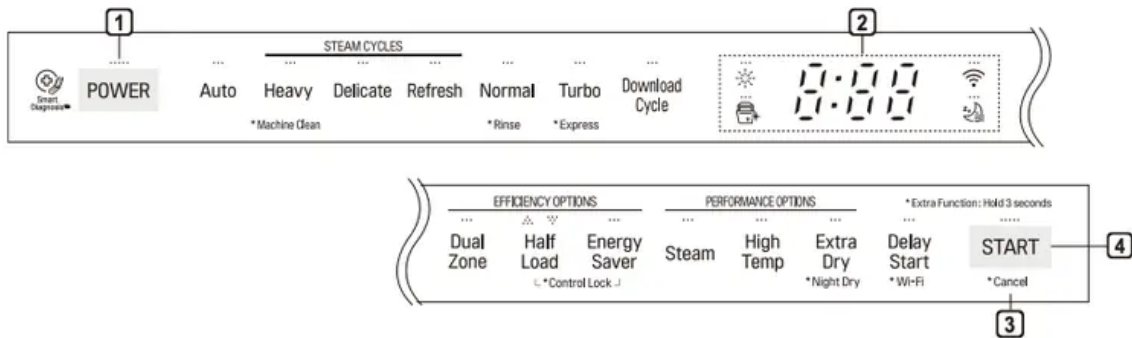 1
2
STEAM CYCLES
Smart
Diagnosis
POWER
Auto
Heavy
Delicate
Refresh
Normal
Turbo
Download
Cycle
8:88
*Machine Clean
*Rinse
*Express
EFFICIENCY OPTIONS
PERFORMANCE OPTIONS
*Extra Function: Hold 3 seconds
Dual
Zone
Half
Load
Energy
Saver
Steam
High
Temp
Extra
Dry
Delay
Start
START
4
*Control Lock
*Night Dry
*Wi-Fi
*Cancel
3